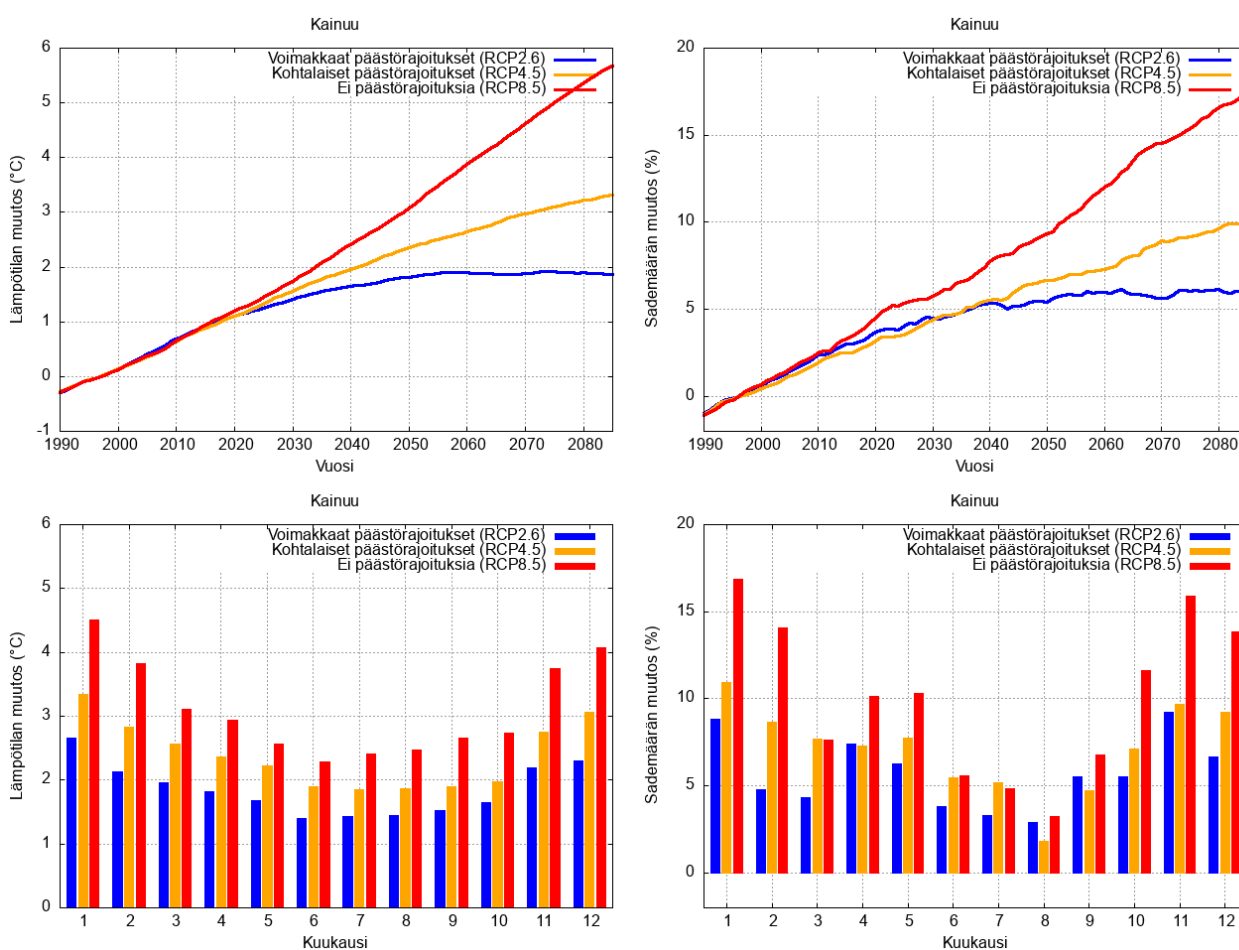 Kainuu
Voimakkaat päästörajoitukset (RCP2.6)
Kohtalaiset päästörajoitukset (RCP4.5)
Ei päästörajoituksia (RCP8.5)
Lämpötilan muutos (°C)
6
5
4
3
2
1
0
-1
1990 2000 2010 2020 2030 2040 2050 2060 2070 2080
Vuosi
Kainuu
Voimakkaat päästörajoitukset (RCP2.6)
Kohtalaiset päästörajoitukset (RCP4.5)
Ei päästörajoituksia (RCP8.5)
Sademäärän muutos (%)
20
15
10
5
0
1990 2000 2010 2020 2030 2040 2050 2060 2070 2080
Vuosi
Kainuu
Voimakkaat päästörajoitukset (RCP2.6)
Kohtalaiset päästörajoitukset (RCP4.5)
Ei päästörajoituksia (RCP8.5)
Lämpötilan muutos (°C)
6
5
4
3
2
1
0
1 2 3 4 5 6 7 8 9 10 11 12
Kuukausi
Kainuu
Voimakkaat päästörajoitukset (RCP2.6)
Kohtalaiset päästörajoitukset (RCP4.5)
Ei päästörajoituksia (RCP8.5)
Sademäärän muutos (%)
20
15
10
5
0
1 2 3 4 5 6 7 8 9 10 11 12
Kuukausi